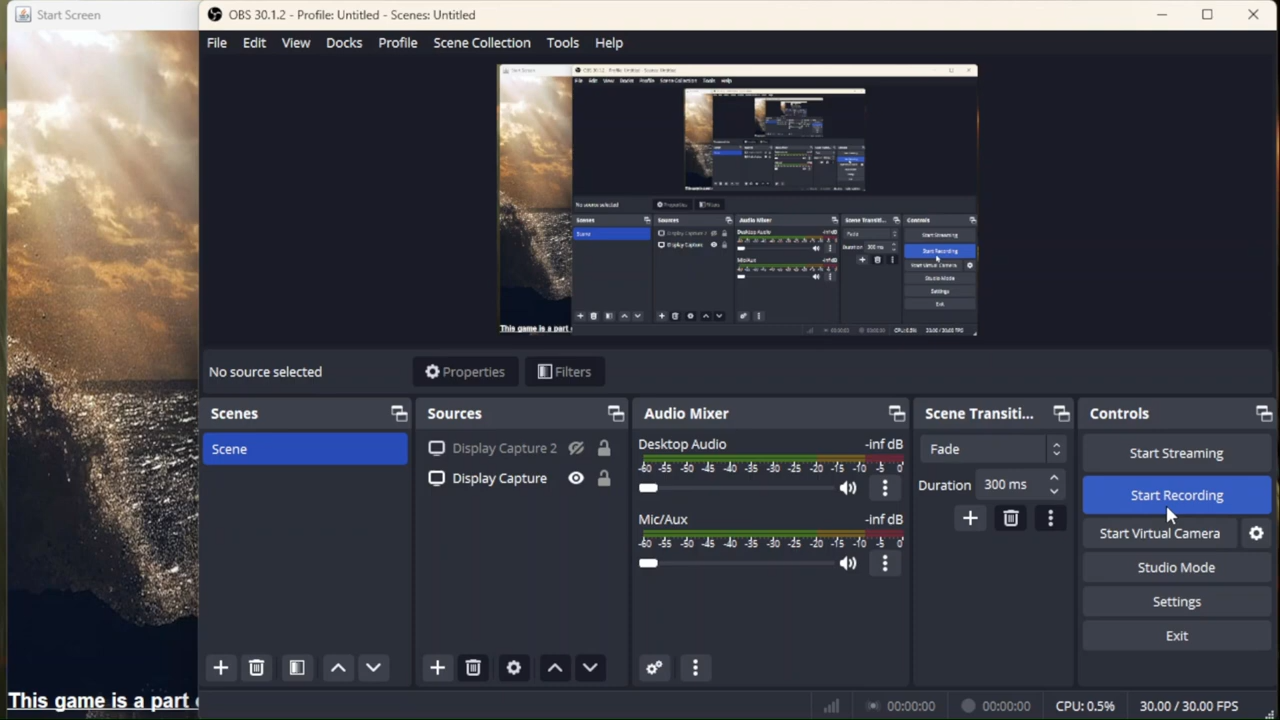 Start Screen
OBS 30.1.2 - Profile: Untitled - Scenes: Untitled
File Edit View Docks Profile Scene Collection Tools Help
No source selected Properties Filters
Scenes
Scene
Sources
Display Capture 2
Display Capture
Audio Mixer
Desktop Audio -inf dB
-60 -55 -50 -45 -40 -35 -30 -25 -20 -15 -10 -5 0
Mic/Aux -inf dB
-60 -55 -50 -45 -40 -35 -30 -25 -20 -15 -10 -5 0
Scene Transiti...
Fade
Duration 300 ms
Controls
Start Streaming
Start Recording
Start Virtual Camera
Studio Mode
Settings
Exit
This game is a part
00:00:00 00:00:00 CPU: 0.5% 30.00 / 30.00 FPS